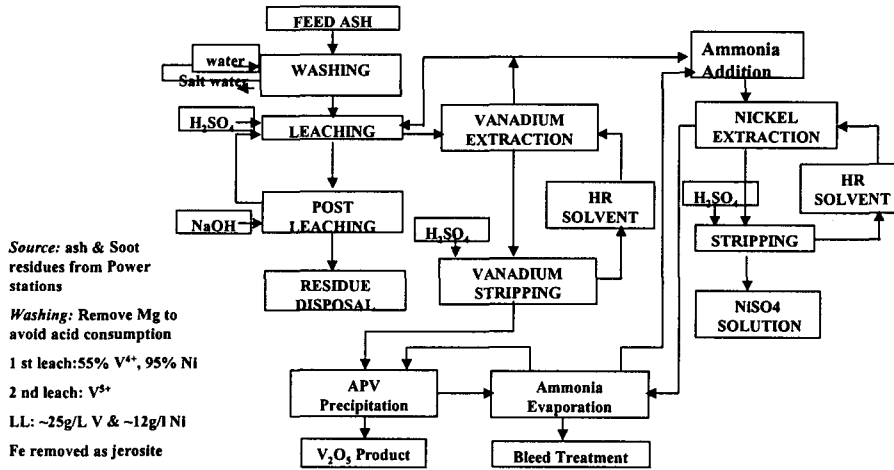 FEED ASH
water
Salt water
WASHING
Ammonia
Addition
H₂SO₄
LEACHING
VANADIUM
EXTRACTION
NICKEL
EXTRACTION
HR
SOLVENT
HR
SOLVENT
H₂SO₄
POST
LEACHING
NaOH
H₂SO₄
STRIPPING
Source: ash & Soot
residues from Power
stations
RESIDUE
DISPOSAL
VANADIUM
STRIPPING
NiSO4
SOLUTION
Washing: Remove Mg to
avoid acid consumption
1 st leach:55% V⁴⁺, 95% Ni
2 nd leach: V⁵⁺
LL: ~25g/L V & ~12g/l Ni
Fe removed as jerosite
APV
Precipitation
Ammonia
Evaporation
V₂O₅ Product
Bleed Treatment